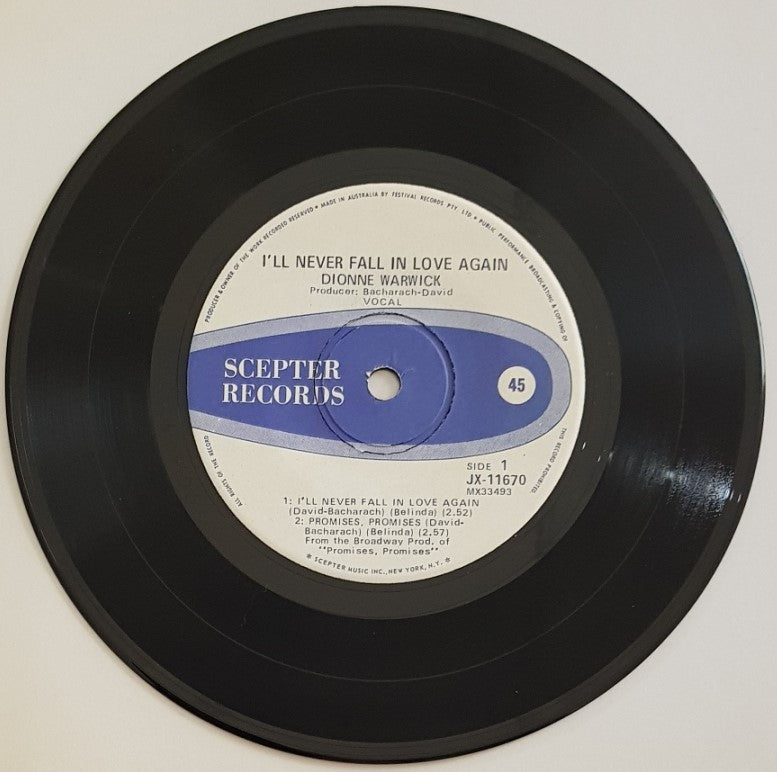 PRODUCER & OWNER OF THE WORK RECORDED RESERVED • MADE IN AUSTRALIA BY FESTIVAL RECORDS PTY. LTD. • PUBLIC PERFORMANCE BROADCASTING & COPYING OF
I'LL NEVER FALL IN LOVE AGAIN
DIONNE WARWICK
Producer: Bacharach-David
VOCAL
SCEPTER
RECORDS
45
SIDE 1
JX-11670
MX33493
1: I'LL NEVER FALL IN LOVE AGAIN
(David-Bacharach) (Belinda) (2.52)
2: PROMISES, PROMISES (David-
Bacharach) (Belinda) (2.57)
From the Broadway Prod. of
"Promises, Promises"
ALL RIGHTS OF THE RECORD
* SCEPTER MUSIC INC., NEW YORK, N.Y. *
THIS RECORD PROHIBITED.